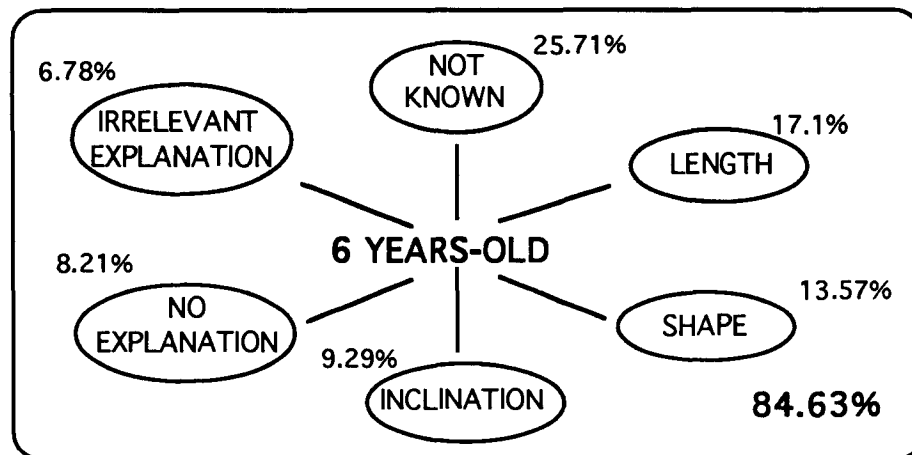 25.71%
NOT
KNOWN
6.78%
IRRELEVANT
EXPLANATION
17.1%
LENGTH
6 YEARS-OLD
8.21%
NO
EXPLANATION
13.57%
SHAPE
9.29%
INCLINATION
84.63%